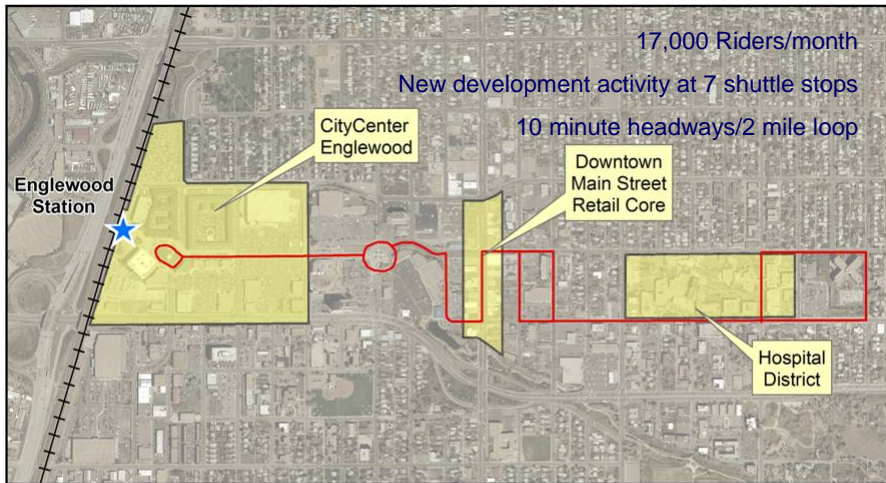 17,000 Riders/month
New development activity at 7 shuttle stops
10 minute headways/2 mile loop
CityCenter
Englewood
Downtown
Main Street
Retail Core
Englewood
Station
Hospital
District